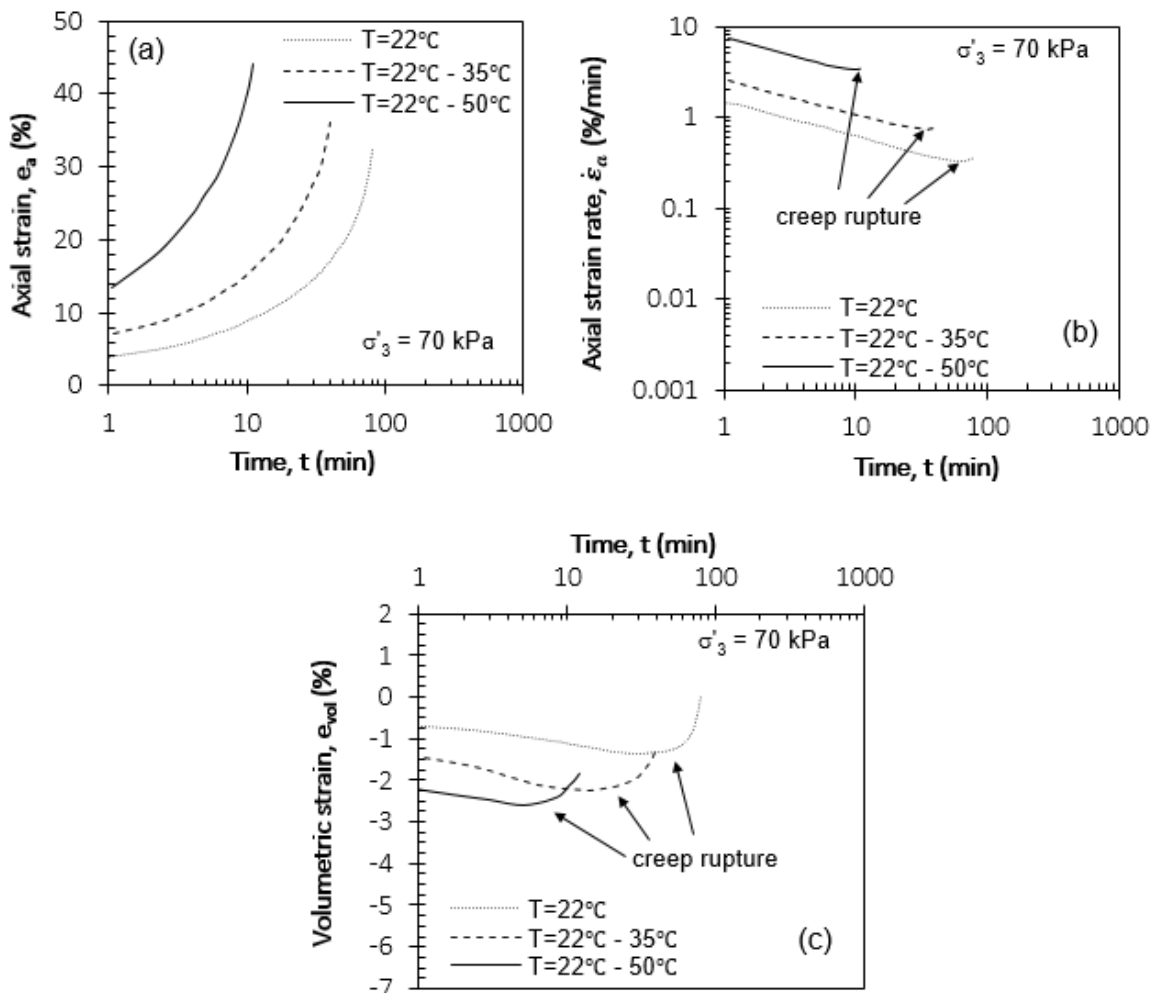 (a)
T=22°C
T=22°C - 35°C
T=22°C - 50°C
σ'3 = 70 kPa
50
40
30
20
10
0
Axial strain, ea (%)
1 10 100 1000
Time, t (min)
σ'3 = 70 kPa
creep rupture
T=22°C
T=22°C - 35°C
T=22°C - 50°C
(b)
10
1
0.1
0.01
0.001
Axial strain rate, ε̇a (%/min)
1 10 100 1000
Time, t (min)
Time, t (min)
1 10 100 1000
σ'3 = 70 kPa
2
1
0
-1
-2
-3
-4
-5
-6
-7
Volumetric strain, evol (%)
creep rupture
T=22°C
T=22°C - 35°C
T=22°C - 50°C
(c)